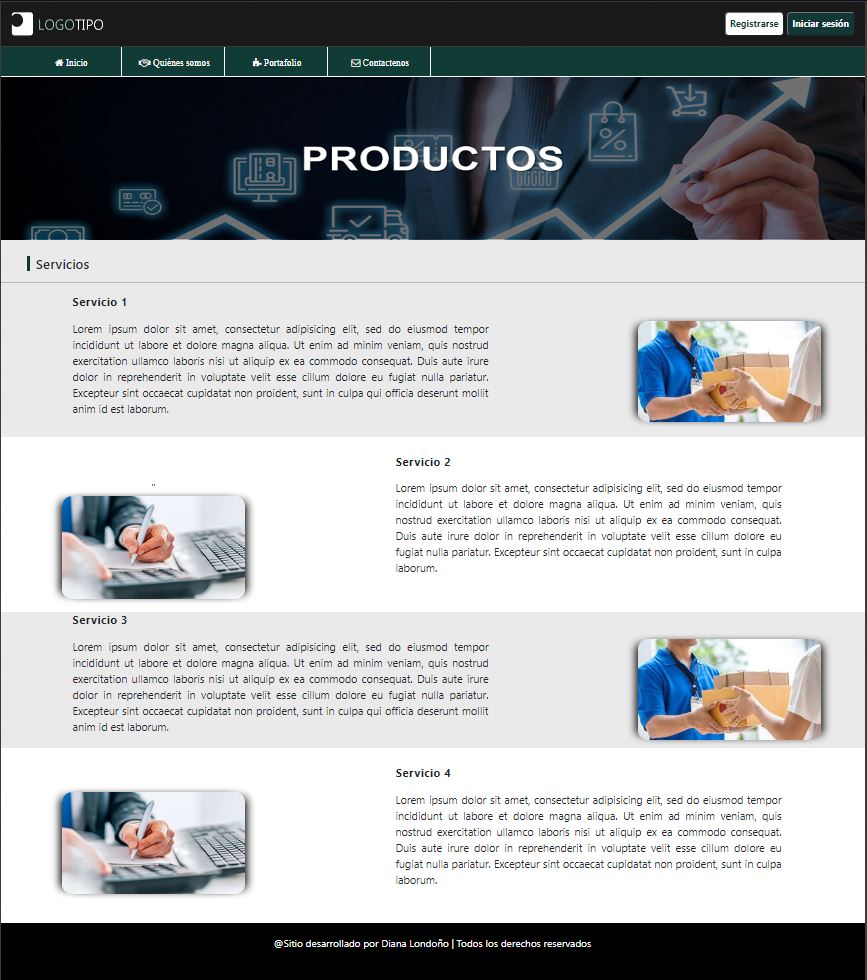 LOGOTIPO
Registrarse
Iniciar sesión
Inicio
Quiénes somos
Portafolio
Contactenos
PRODUCTOS
Servicios
Servicio 1
Lorem ipsum dolor sit amet, consectetur adipisicing elit, sed do eiusmod tempor
incididunt ut labore et dolore magna aliqua. Ut enim ad minim veniam, quis nostrud
exercitation ullamco laboris nisi ut aliquip ex ea commodo consequat. Duis aute irure
dolor in reprehenderit in voluptate velit esse cillum dolore eu fugiat nulla pariatur.
Excepteur sint occaecat cupidatat non proident, sunt in culpa qui officia deserunt mollit
anim id est laborum.
Servicio 2
Lorem ipsum dolor sit amet, consectetur adipisicing elit, sed do eiusmod tempor
incididunt ut labore et dolore magna aliqua. Ut enim ad minim veniam, quis
nostrud exercitation ullamco laboris nisi ut aliquip ex ea commodo consequat.
Duis aute irure dolor in reprehenderit in voluptate velit esse cillum dolore eu
fugiat nulla pariatur. Excepteur sint occaecat cupidatat non proident, sunt in culpa
laborum.
Servicio 3
Lorem ipsum dolor sit amet, consectetur adipisicing elit, sed do eiusmod tempor
incididunt ut labore et dolore magna aliqua. Ut enim ad minim veniam, quis nostrud
exercitation ullamco laboris nisi ut aliquip ex ea commodo consequat. Duis aute irure
dolor in reprehenderit in voluptate velit esse cillum dolore eu fugiat nulla pariatur.
Excepteur sint occaecat cupidatat non proident, sunt in culpa qui officia deserunt mollit
anim id est laborum.
Servicio 4
Lorem ipsum dolor sit amet, consectetur adipisicing elit, sed do eiusmod tempor
incididunt ut labore et dolore magna aliqua. Ut enim ad minim veniam, quis
nostrud exercitation ullamco laboris nisi ut aliquip ex ea commodo consequat.
Duis aute irure dolor in reprehenderit in voluptate velit esse cillum dolore eu
fugiat nulla pariatur. Excepteur sint occaecat cupidatat non proident, sunt in culpa
laborum.
@Sitio desarrollado por Diana Londoño | Todos los derechos reservados